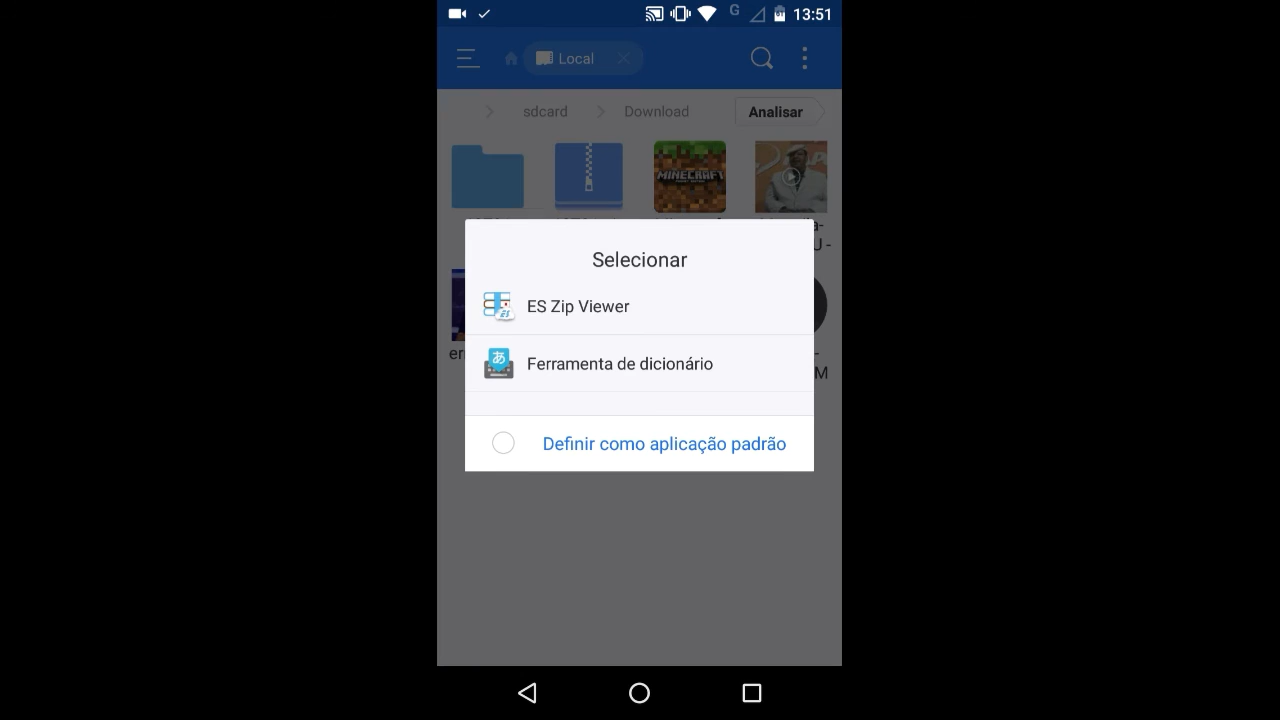 G 13:51
Local
sdcard
Download
Analisar
MINECRAFT
Selecionar
ES Zip Viewer
Ferramenta de dicionário
Definir como aplicação padrão